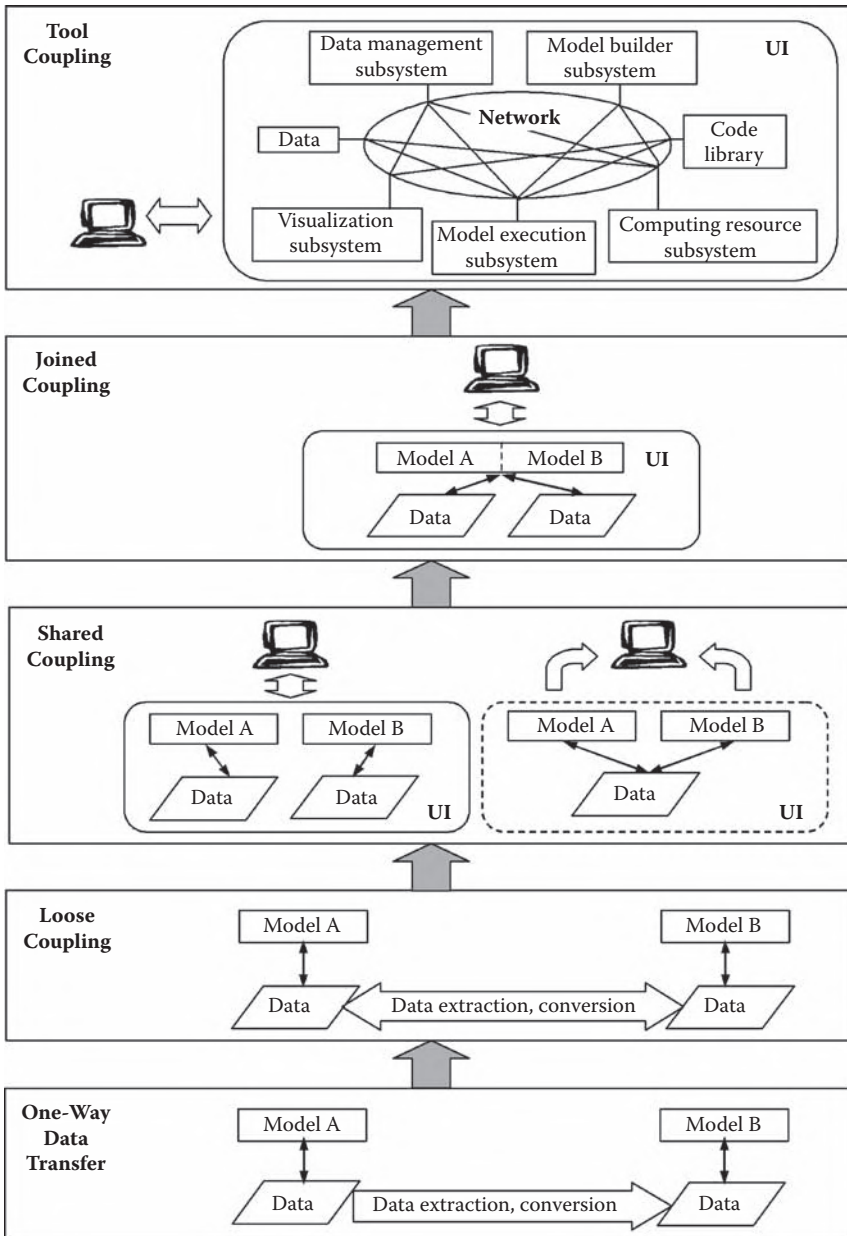 Tool
Coupling
Data management
subsystem
Model builder
subsystem
UI
Network
Data
Code
library
Visualization
subsystem
Model execution
subsystem
Computing resource
subsystem
Joined
Coupling
Model A
Model B
UI
Data
Data
Shared
Coupling
Model A
Model B
Data
Data
UI
Model A
Model B
Data
UI
Loose
Coupling
Model A
Model B
Data
Data extraction, conversion
Data
One-Way
Data
Transfer
Model A
Model B
Data
Data extraction, conversion
Data